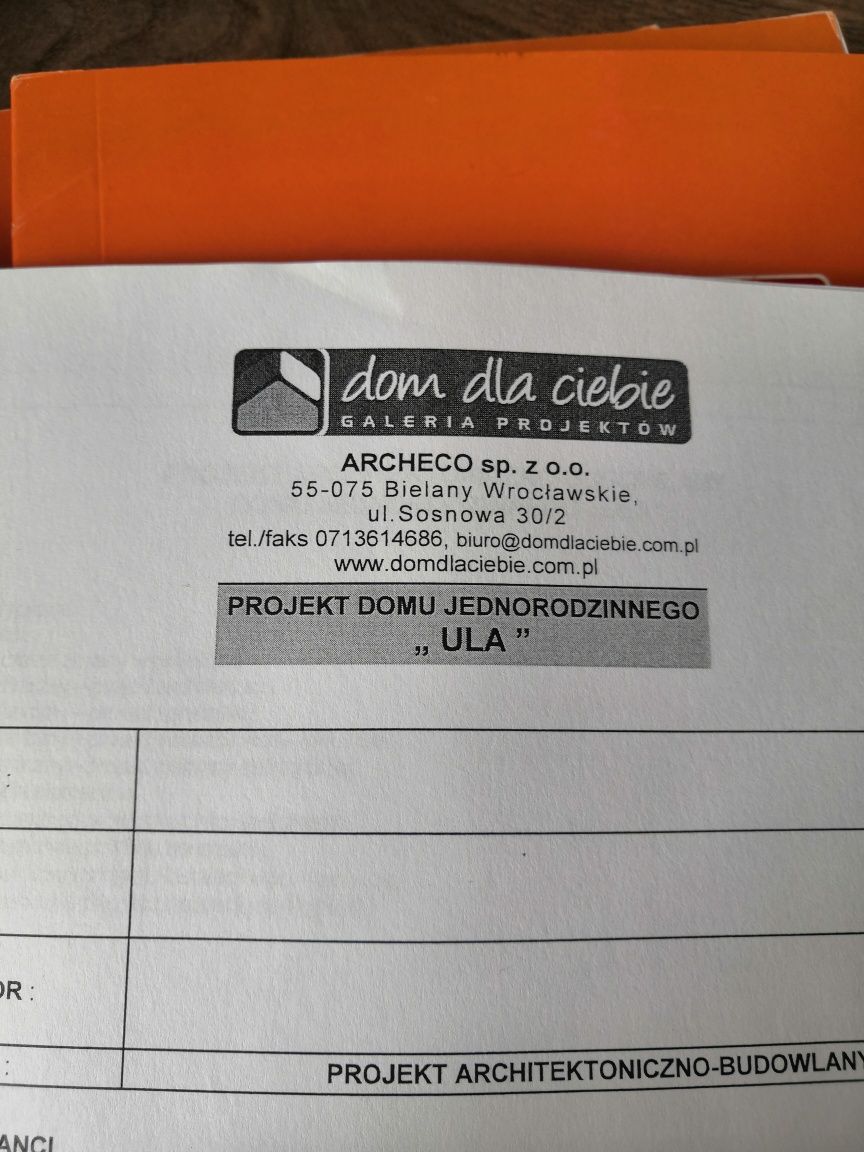 dom dla ciebie
GALERIA PROJEKTÓW
ARCHECO sp. z o.o.
55-075 Bielany Wrocławskie,
ul.Sosnowa 30/2
tel./faks 0713614686, biuro@domdlaciebie.com.pl
www.domdlaciebie.com.pl
PROJEKT DOMU JEDNORODZINNEGO
„ ULA ”
:
OR :
: PROJEKT ARCHITEKTONICZNO-BUDOWLANY
ANCI